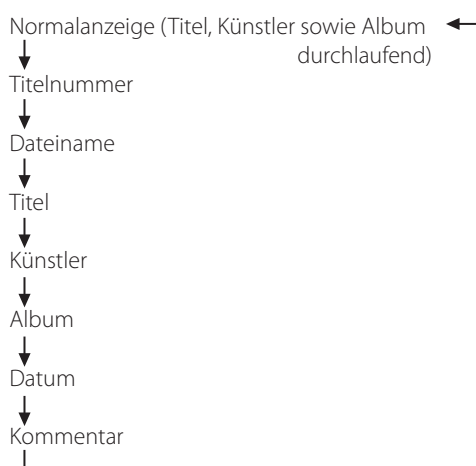 Normalanzeige (Titel, Künstler sowie Album
durchlaufend)
Titelnummer
Dateiname
Titel
Künstler
Album
Datum
Kommentar